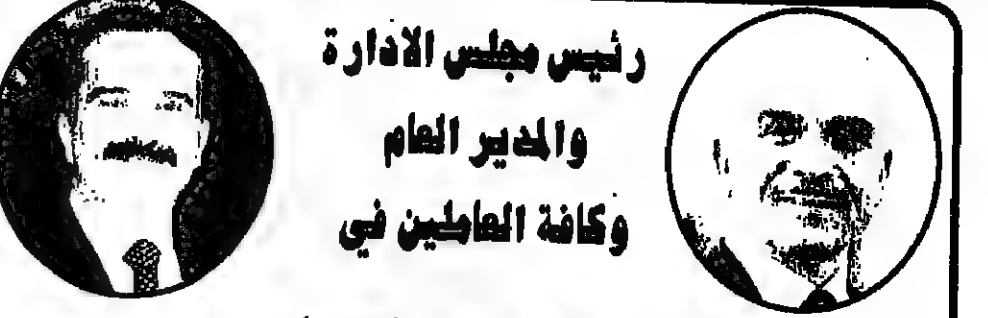 رئيس مجلس الادارة
والمدير العام
وكافة العاملين في